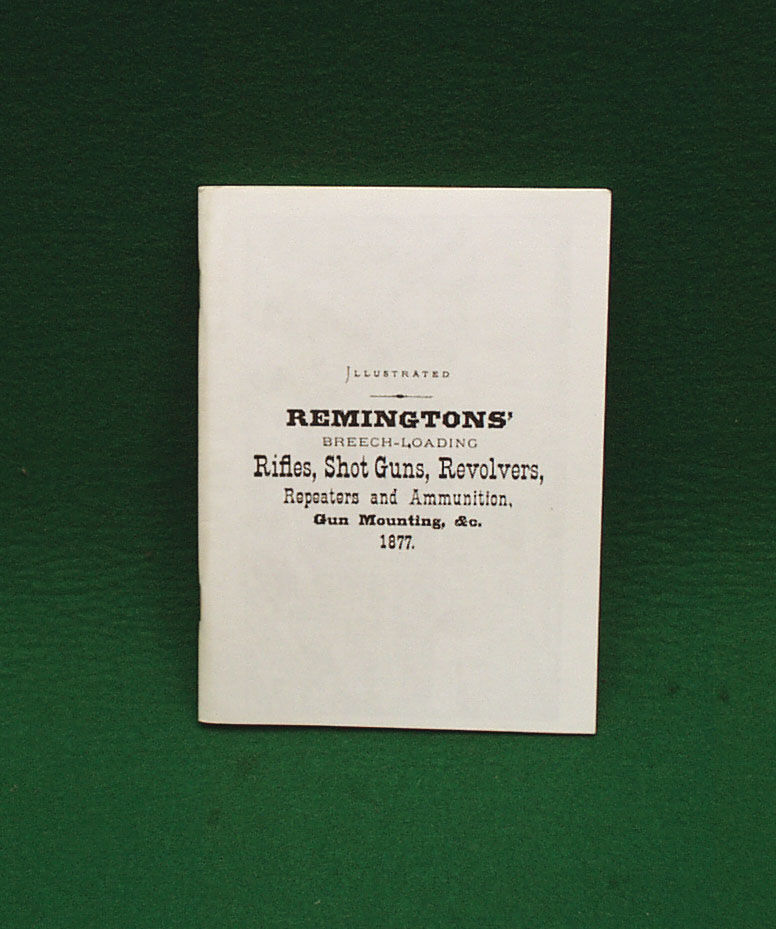 ILLUSTRATED
REMINGTONS'
BREECH-LOADING
Rifles, Shot Guns, Revolvers,
Repeaters and Ammunition,
Gun Mounting, &c.
1877.